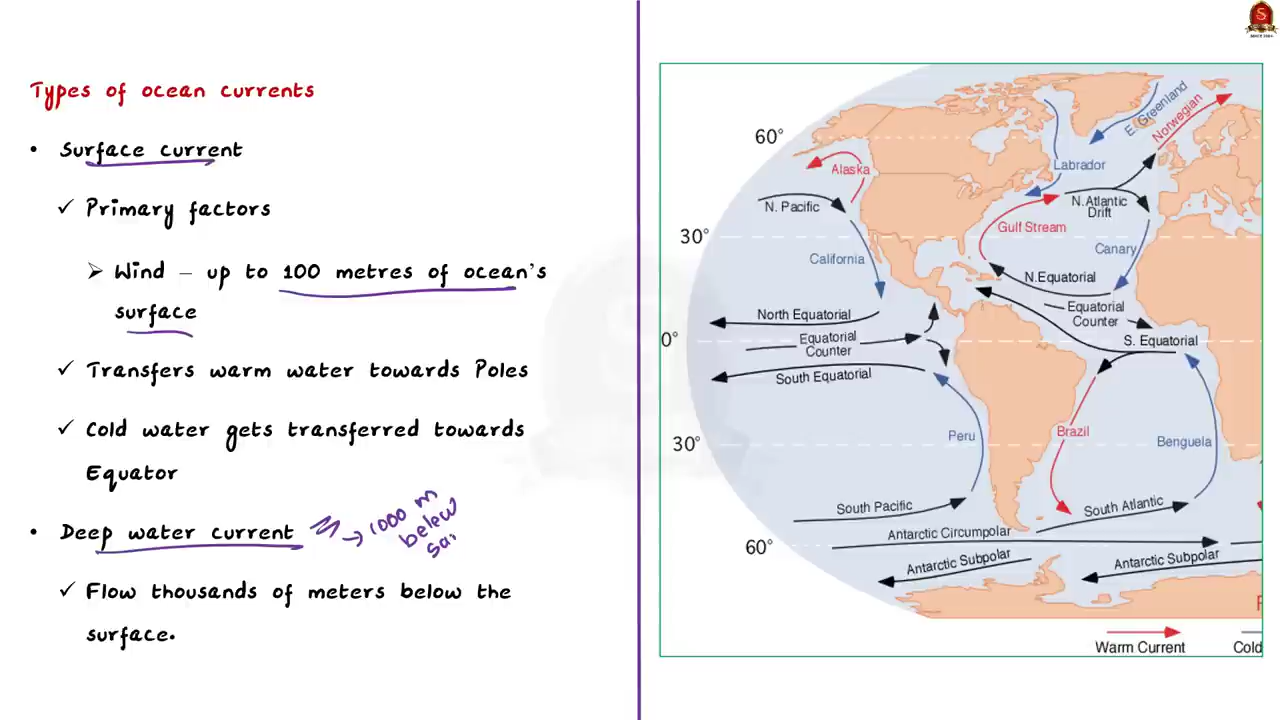 Types of ocean currents
• Surface current
✓ Primary factors
➢ Wind – up to 100 metres of ocean's
surface
✓ Transfers warm water towards Poles
✓ Cold water gets transferred towards
Equator
• Deep water current
→ 1000 m
below
✓ Flow thousands of meters below the
surface.
60°
30°
0°
30°
60°
E. Greenland
Norwegian
Labrador
Alaska
N. Pacific
N. Atlantic
Drift
Gulf Stream
California
Canary
N.Equatorial
North Equatorial
Equatorial
Counter
Equatorial
Counter
S. Equatorial
South Equatorial
Peru
Brazil
Benguela
South Pacific
South Atlantic
Antarctic Circumpolar
Antarctic Subpolar
Antarctic Subpolar
Warm Current
Cold